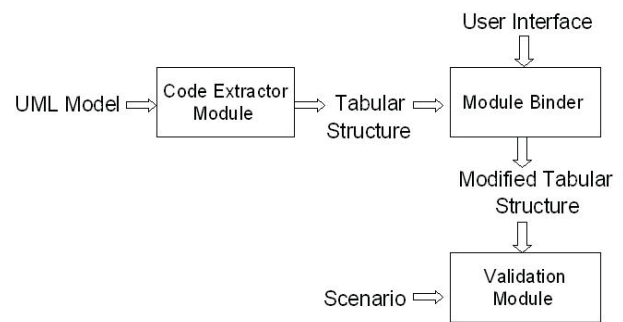 User Interface
UML Model
Code Extractor
Module
Tabular
Structure
Module Binder
Modified Tabular
Structure
Scenario
Validation
Module